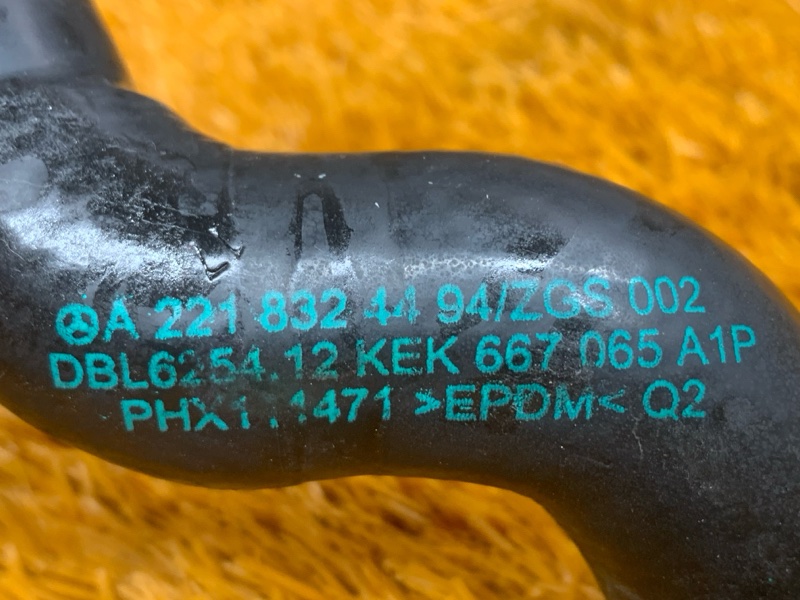 A 221 832 44 94/ZGS 002
DBL6254.12 KEK 667 065 A1P
>EPDM< Q2